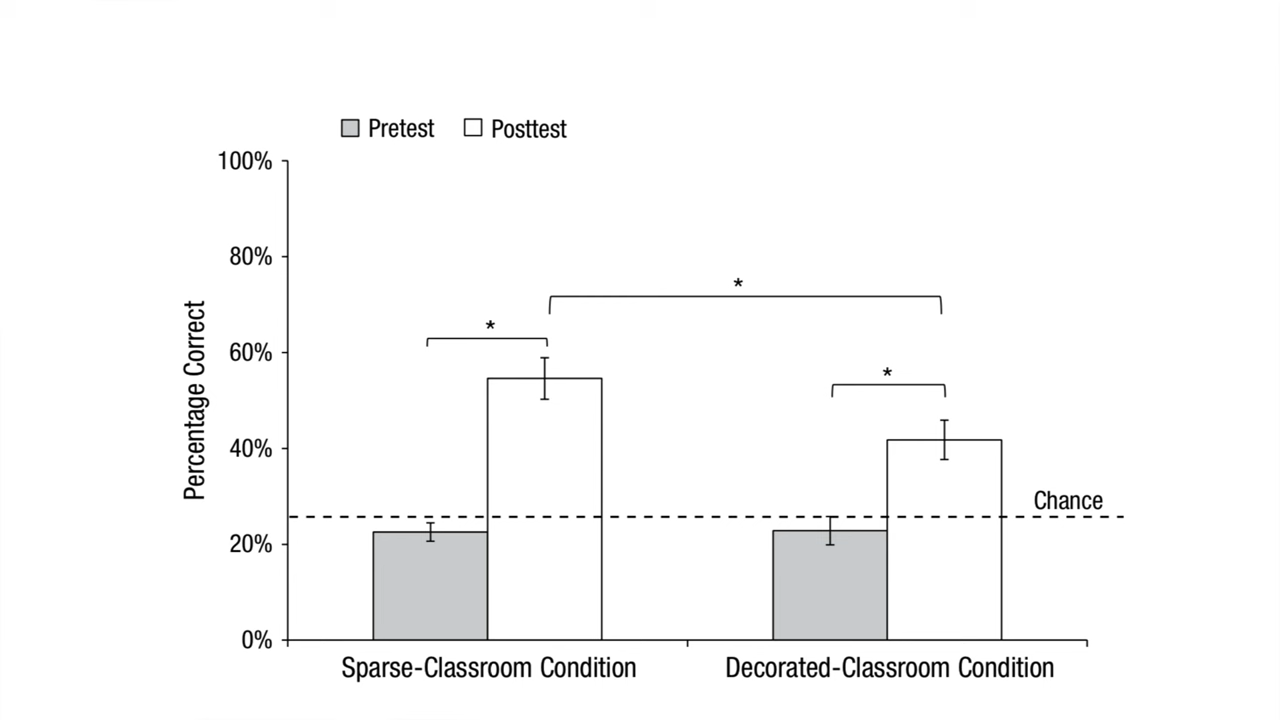 Pretest Posttest
100%
80%
60%
40%
20%
0%
Percentage Correct
*
*
*
Chance
Sparse-Classroom Condition
Decorated-Classroom Condition